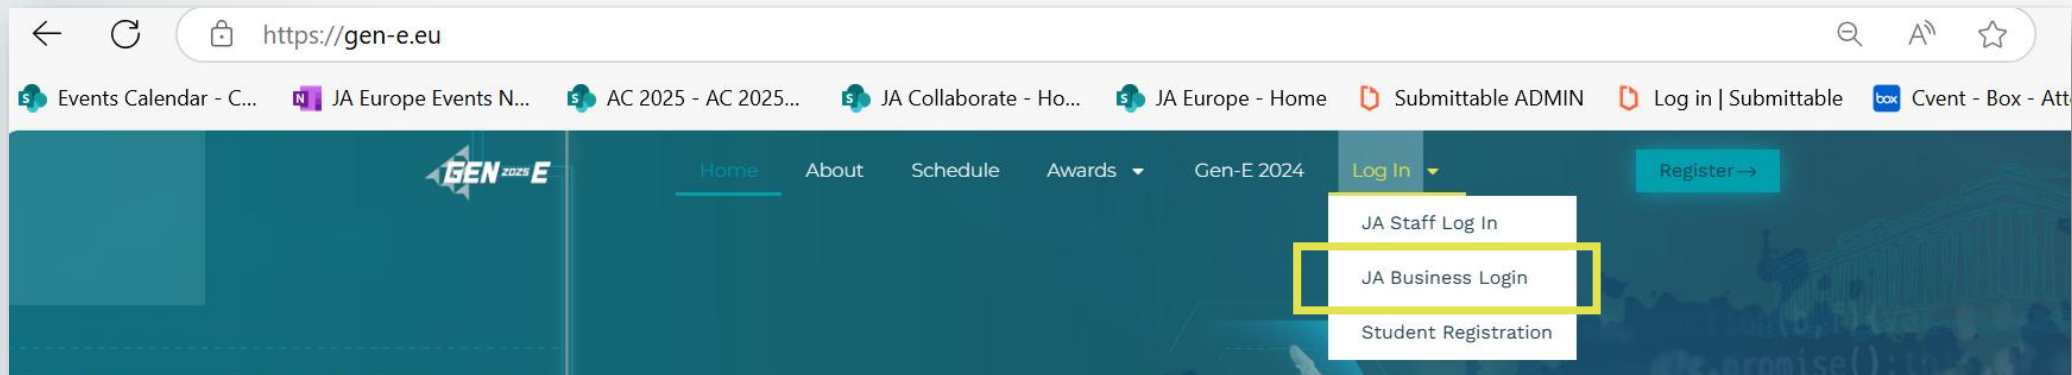 https://gen-e.eu
Events Calendar - C... JA Europe Events N... AC 2025 - AC 2025... JA Collaborate - Ho... JA Europe - Home Submittable ADMIN Log in | Submittable box Cvent - Box - Att
GEN 2025 E Home About Schedule Awards Gen-E 2024 Log In Register→
JA Staff Log In
JA Business Login
Student Registration
promise()